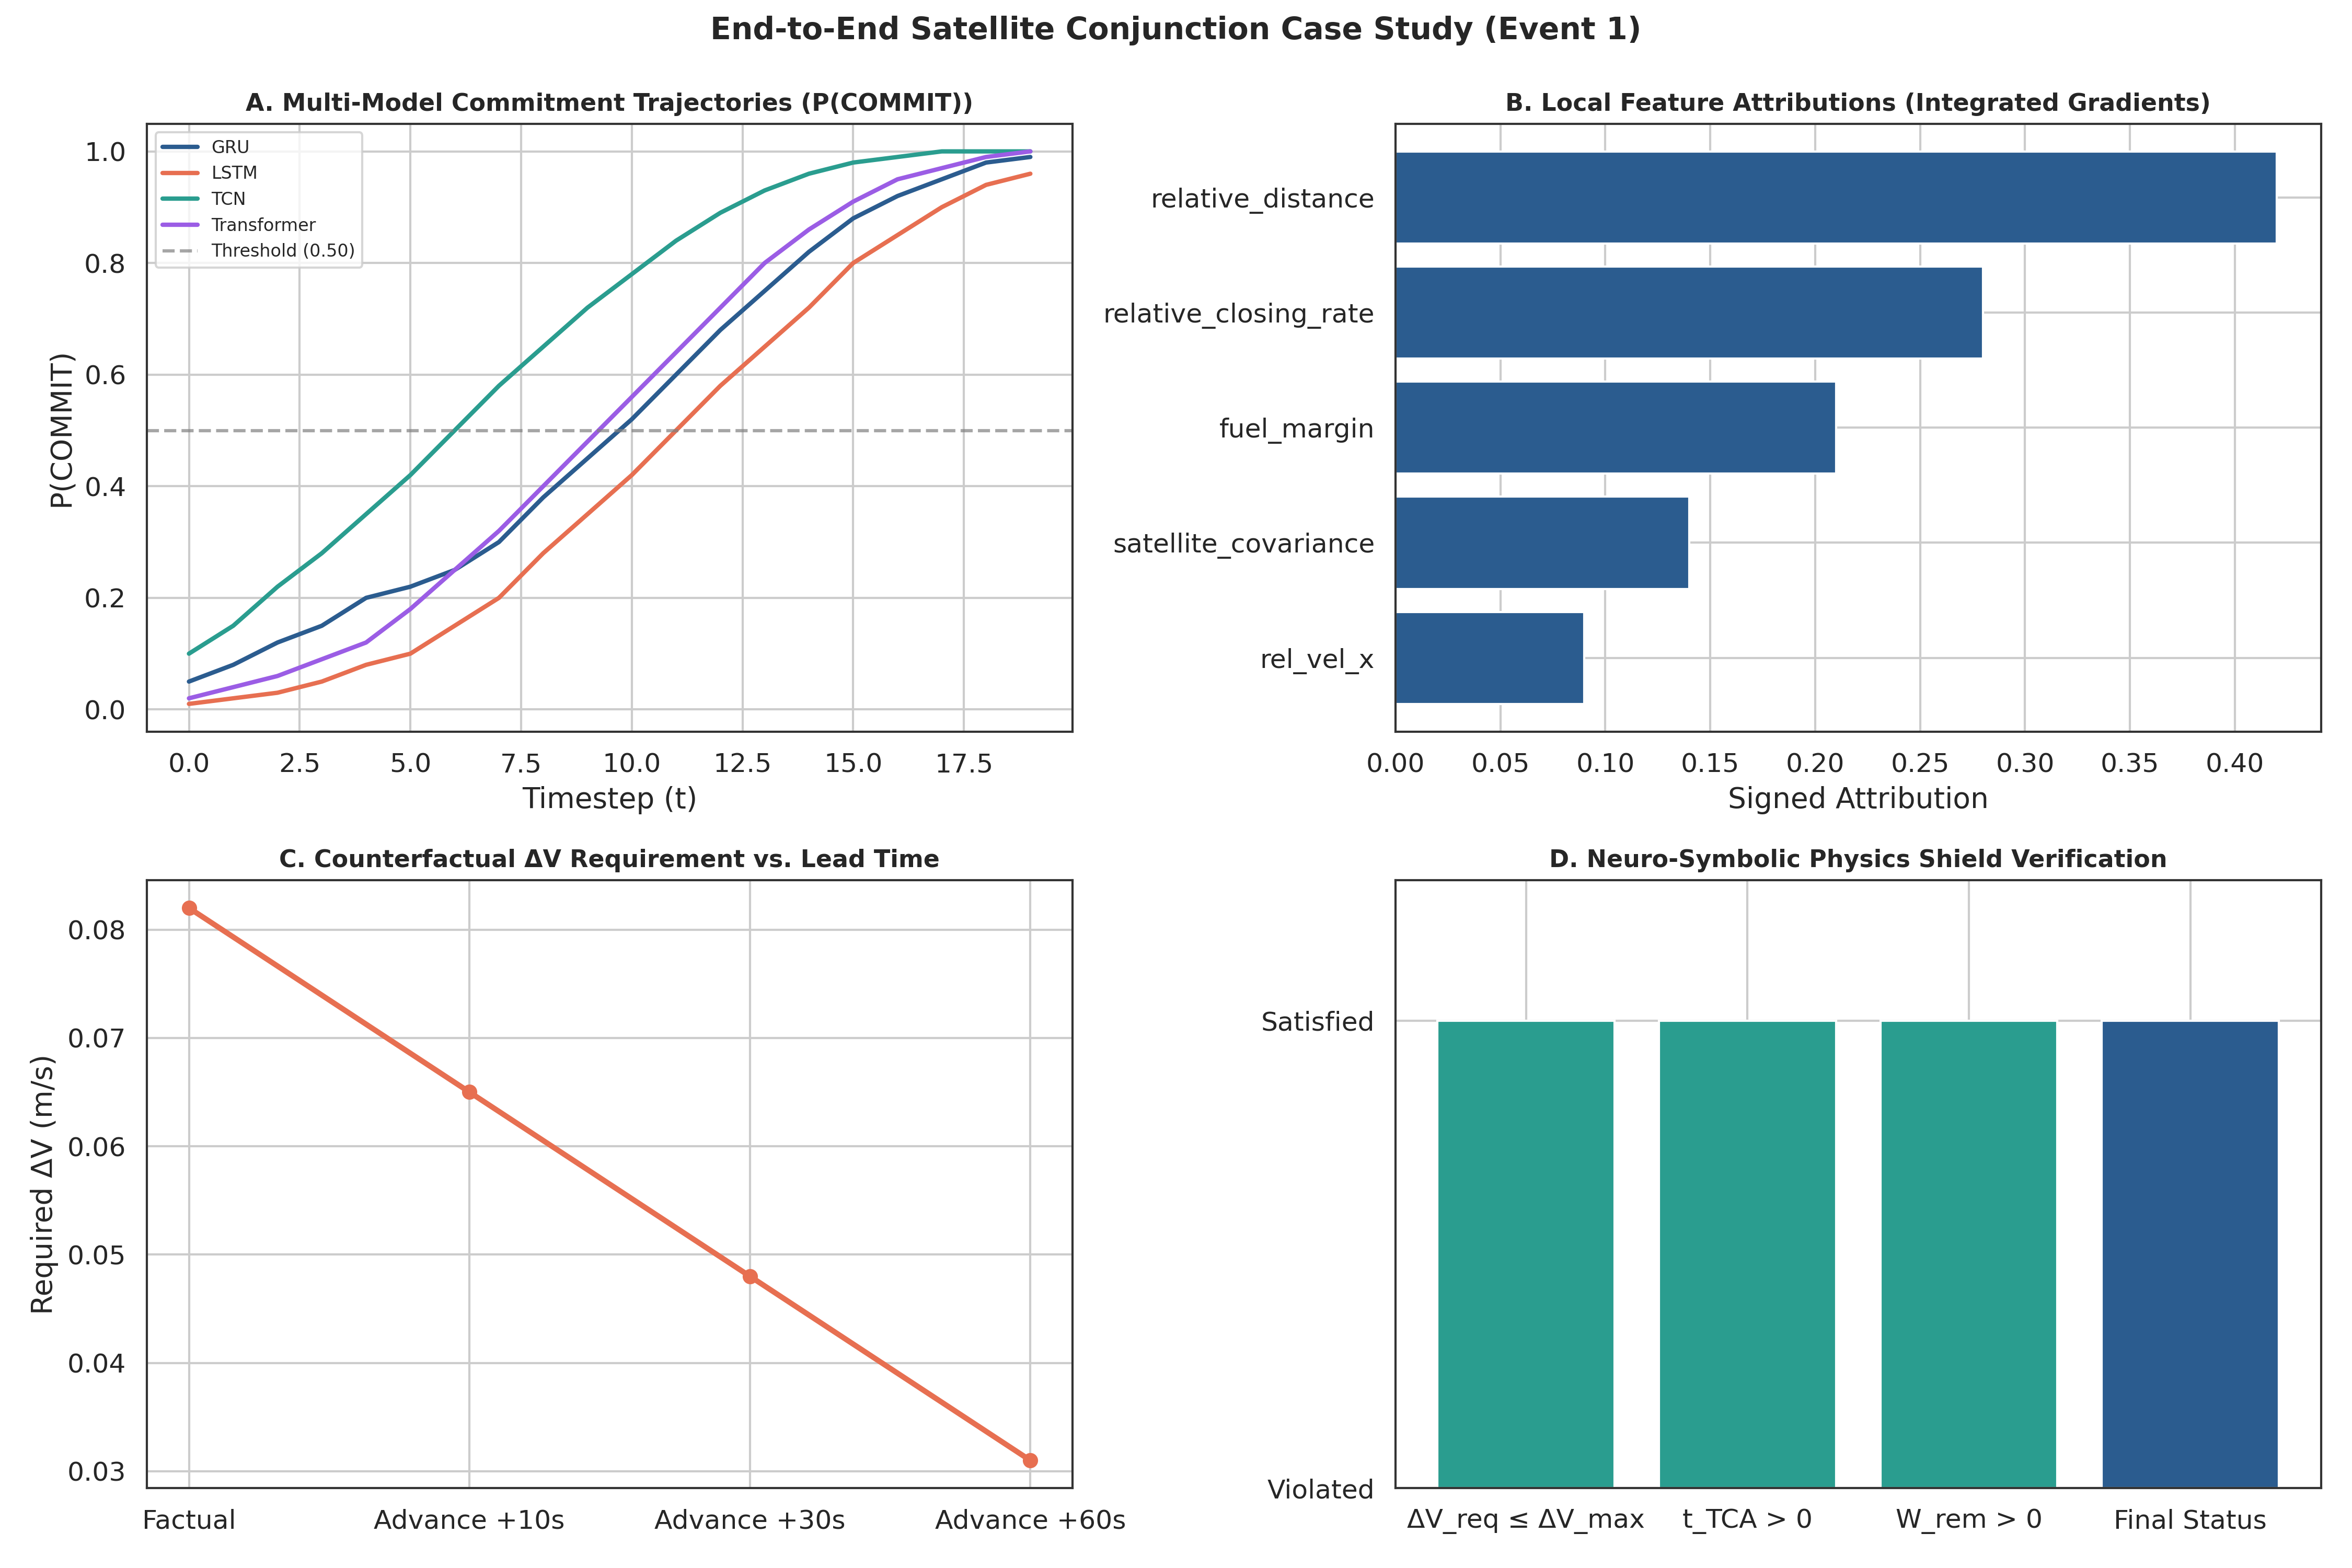 End-to-End Satellite Conjunction Case Study (Event 1)
A. Multi-Model Commitment Trajectories (P(COMMIT))
GRU
LSTM
TCN
Transformer
Threshold (0.50)
P(COMMIT)
1.0
0.8
0.6
0.4
0.2
0.0
0.0 2.5 5.0 7.5 10.0 12.5 15.0 17.5
Timestep (t)
B. Local Feature Attributions (Integrated Gradients)
relative_distance
relative_closing_rate
fuel_margin
satellite_covariance
rel_vel_x
0.00 0.05 0.10 0.15 0.20 0.25 0.30 0.35 0.40
Signed Attribution
C. Counterfactual ΔV Requirement vs. Lead Time
Required ΔV (m/s)
0.08
0.07
0.06
0.05
0.04
0.03
Factual Advance +10s Advance +30s Advance +60s
D. Neuro-Symbolic Physics Shield Verification
Satisfied
Violated
ΔV_req ≤ ΔV_max t_TCA > 0 W_rem > 0 Final Status